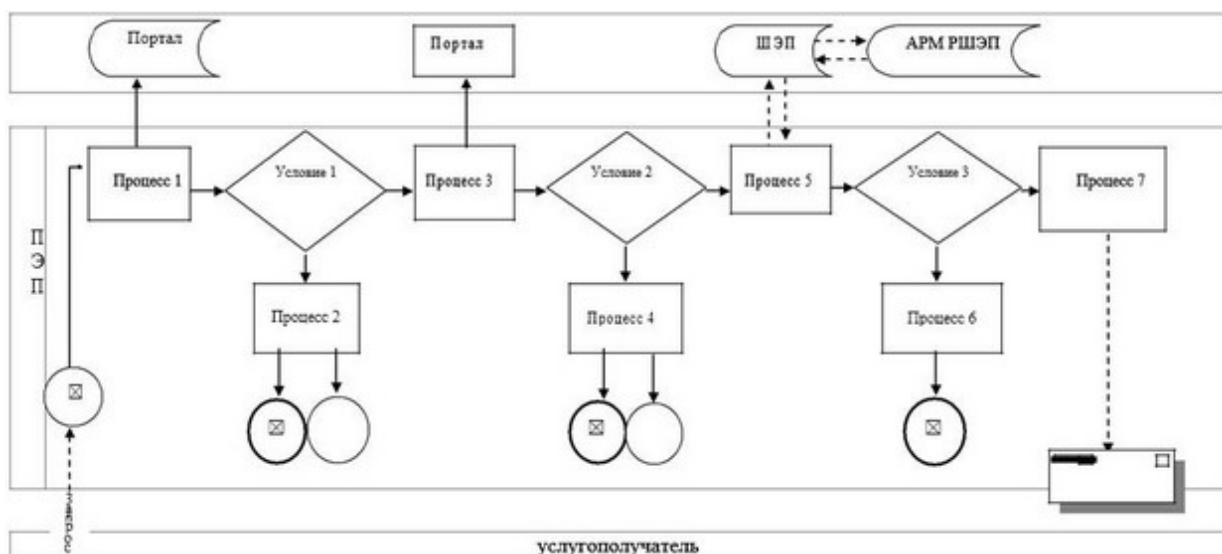 Портал
Портал
ШЭП
АРМ РШЭП
Процесс 1
Условие 1
Процесс 3
Условие 2
Процесс 5
Условие 3
Процесс 7
ПЭП
Процесс 2
Процесс 4
Процесс 6
услугополучатель